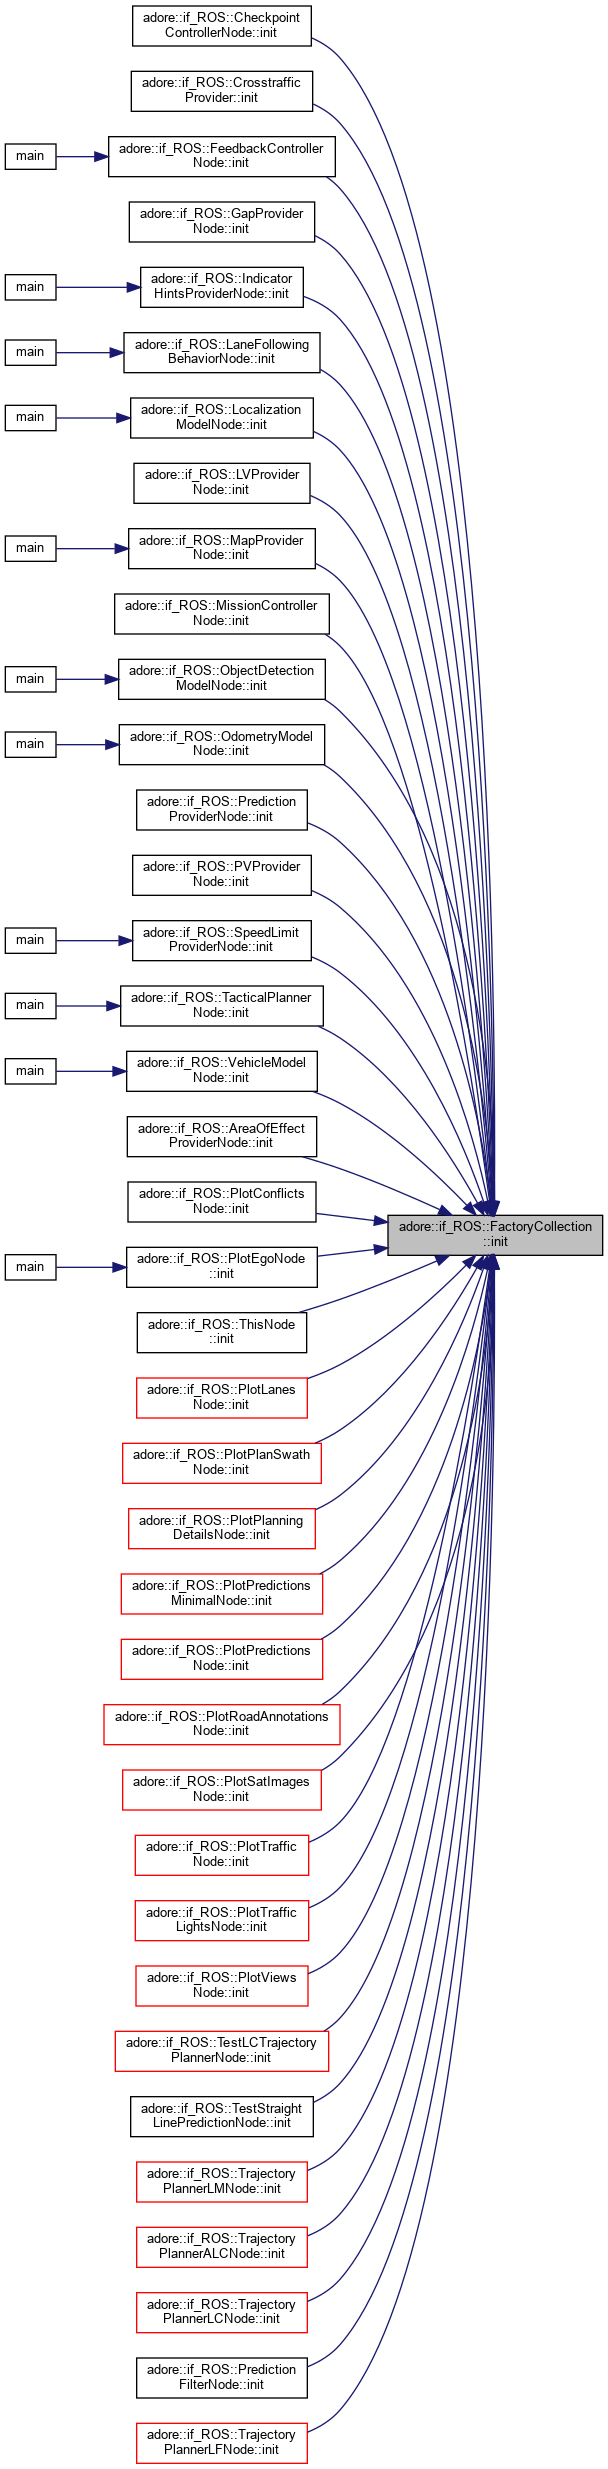 adore::if_ROS::Checkpoint
ControllerNode::init
adore::if_ROS::Crosstraffic
Provider::init
main
adore::if_ROS::FeedbackController
Node::init
adore::if_ROS::GapProvider
Node::init
main
adore::if_ROS::Indicator
HintsProviderNode::init
main
adore::if_ROS::LaneFollowing
BehaviorNode::init
main
adore::if_ROS::Localization
ModelNode::init
adore::if_ROS::LVProvider
Node::init
main
adore::if_ROS::MapProvider
Node::init
adore::if_ROS::MissionController
Node::init
main
adore::if_ROS::ObjectDetection
ModelNode::init
main
adore::if_ROS::OdometryModel
Node::init
adore::if_ROS::Prediction
ProviderNode::init
adore::if_ROS::PVProvider
Node::init
main
adore::if_ROS::SpeedLimit
ProviderNode::init
main
adore::if_ROS::TacticalPlanner
Node::init
main
adore::if_ROS::VehicleModel
Node::init
adore::if_ROS::AreaOfEffect
ProviderNode::init
adore::if_ROS::PlotConflicts
Node::init
adore::if_ROS::FactoryCollection
::init
main
adore::if_ROS::PlotEgoNode
::init
adore::if_ROS::ThisNode
::init
adore::if_ROS::PlotLanes
Node::init
adore::if_ROS::PlotPlanSwath
Node::init
adore::if_ROS::PlotPlanning
DetailsNode::init
adore::if_ROS::PlotPredictions
MinimalNode::init
adore::if_ROS::PlotPredictions
Node::init
adore::if_ROS::PlotRoadAnnotations
Node::init
adore::if_ROS::PlotSatImages
Node::init
adore::if_ROS::PlotTraffic
Node::init
adore::if_ROS::PlotTraffic
LightsNode::init
adore::if_ROS::PlotViews
Node::init
adore::if_ROS::TestLCTrajectory
PlannerNode::init
adore::if_ROS::TestStraight
LinePredictionNode::init
adore::if_ROS::Trajectory
PlannerLMNode::init
adore::if_ROS::Trajectory
PlannerALCNode::init
adore::if_ROS::Trajectory
PlannerLCNode::init
adore::if_ROS::Prediction
FilterNode::init
adore::if_ROS::Trajectory
PlannerLFNode::init